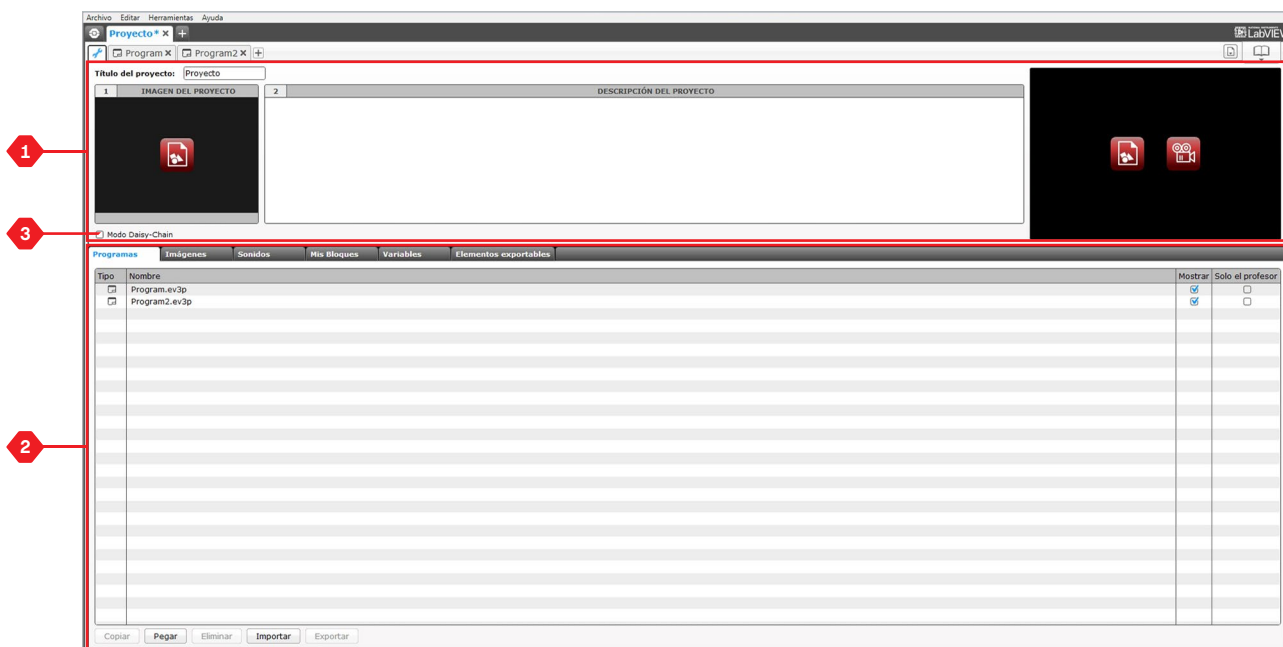 Archivo Editar Herramientas Ayuda
Proyecto* × +
LabVIEW
Program × Program2 × +
Título del proyecto: Proyecto
1 IMAGEN DEL PROYECTO 2 DESCRIPCIÓN DEL PROYECTO
1
3
Modo Daisy-Chain
Programas Imágenes Sonidos Mis Bloques Variables Elementos exportables
Tipo Nombre Mostrar Solo el profesor
Program.ev3p
Program2.ev3p
2
Copiar Pegar Eliminar Importar Exportar